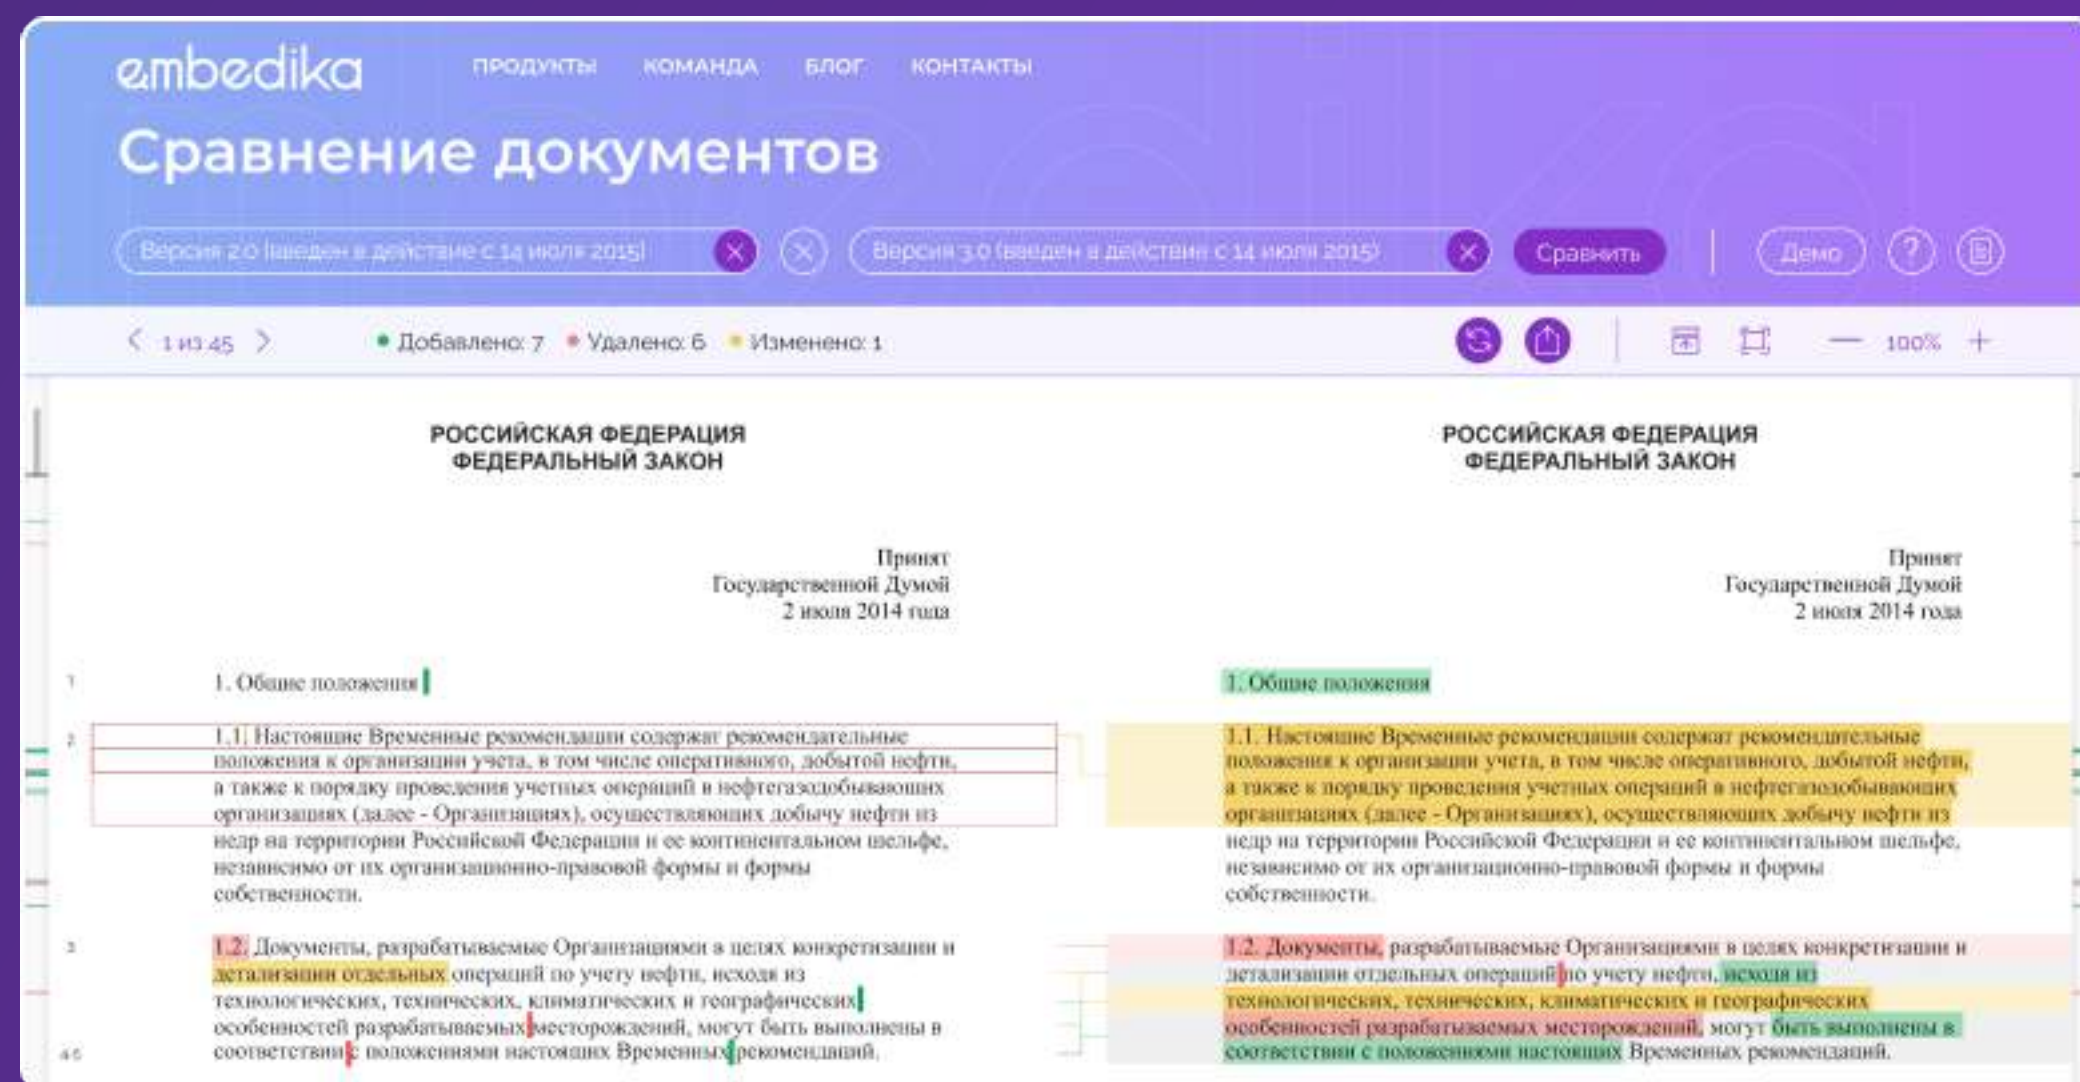 embedika
ПРОДУКТЫ КОМАНДА БЛОГ КОНТАКТЫ
Сравнение документов
Версия 2.0 (введен в действие с 14 июля 2015) Версия 3.0 (введен в действие с 14 июля 2015) Сравнить Демо ?
1 из 45 Добавлено: 7 Удалено: 6 Изменено: 1 100%
РОССИЙСКАЯ ФЕДЕРАЦИЯ
ФЕДЕРАЛЬНЫЙ ЗАКОН
Принят
Государственной Думой
2 июля 2014 года
1
1. Общие положения
2
1.1. Настоящие Временные рекомендации содержат рекомендательные
положения к организации учета, в том числе оперативного, добытой нефти,
а также к порядку проведения учетных операций в нефтегазодобывающих
организациях (далее - Организациях), осуществляющих добычу нефти из
недр на территории Российской Федерации и ее континентальном шельфе,
независимо от их организационно-правовой формы и формы
собственности.
3
1.2. Документы, разрабатываемые Организациями в целях конкретизации и
детализации отдельных операций по учету нефти, исходя из
технологических, технических, климатических и географических
особенностей разрабатываемых месторождений, могут быть выполнены в
соответствии с положениями настоящих Временных рекомендаций.
РОССИЙСКАЯ ФЕДЕРАЦИЯ
ФЕДЕРАЛЬНЫЙ ЗАКОН
Принят
Государственной Думой
2 июля 2014 года
1. Общие положения
1.1. Настоящие Временные рекомендации содержат рекомендательные
положения к организации учета, в том числе оперативного, добытой нефти,
а также к порядку проведения учетных операций в нефтегазодобывающих
организациях (далее - Организациях), осуществляющих добычу нефти из
недр на территории Российской Федерации и ее континентальном шельфе,
независимо от их организационно-правовой формы и формы
собственности.
1.2. Документы, разрабатываемые Организациями в целях конкретизации и
детализации отдельных операций по учету нефти, исходя из
технологических, технических, климатических и географических
особенностей разрабатываемых месторождений, могут быть выполнены в
соответствии с положениями настоящих Временных рекомендаций.